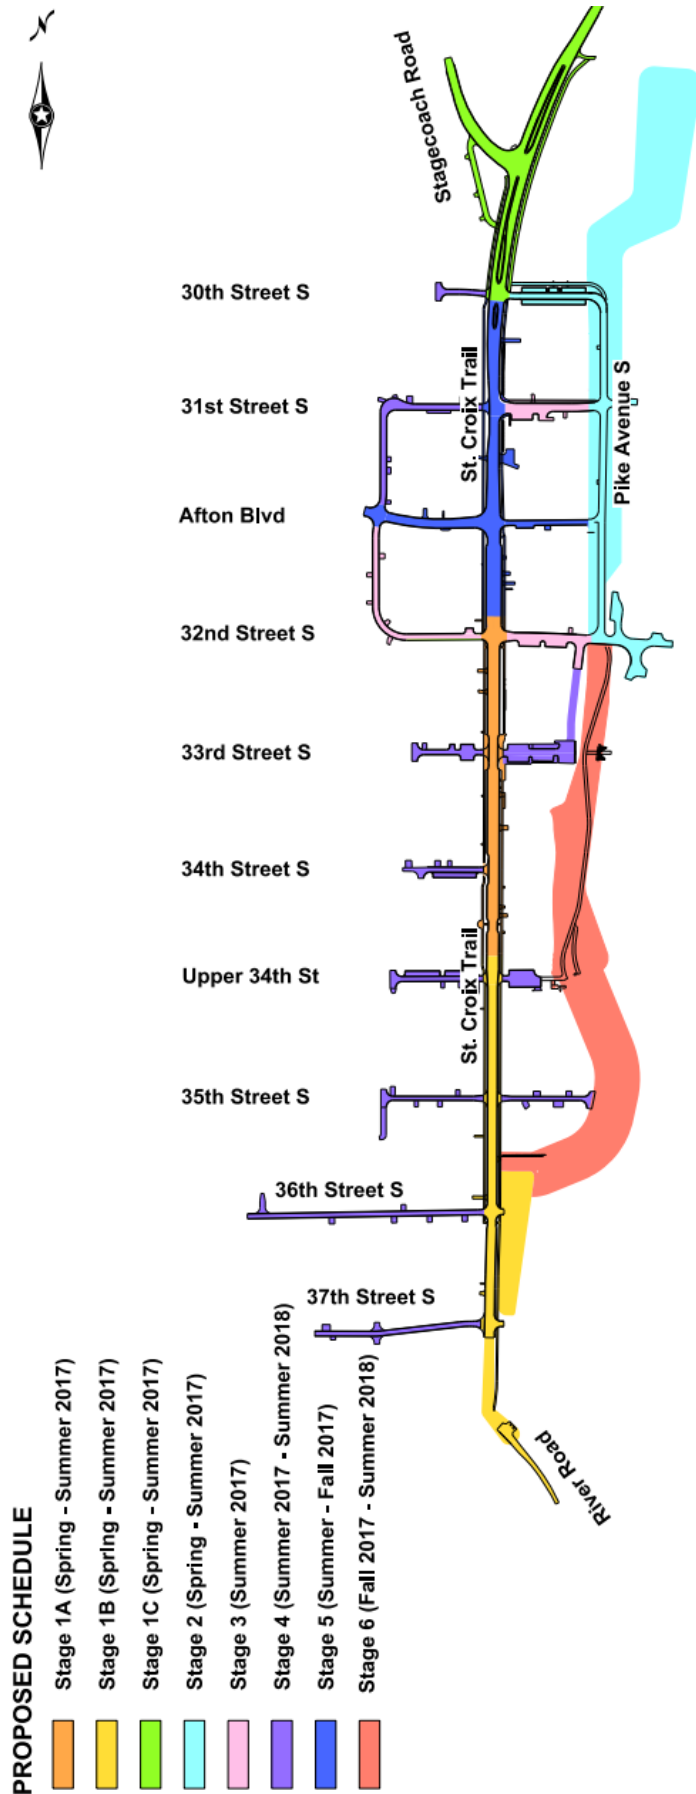 Stagecoach Road
30th Street S
31st Street S
St. Croix Trail
Pike Avenue S
Afton Blvd
32nd Street S
33rd Street S
34th Street S
Upper 34th St
St. Croix Trail
35th Street S
36th Street S
37th Street S
River Road
PROPOSED SCHEDULE
Stage 1A (Spring - Summer 2017)
Stage 1B (Spring - Summer 2017)
Stage 1C (Spring - Summer 2017)
Stage 2 (Spring - Summer 2017)
Stage 3 (Summer 2017)
Stage 4 (Summer 2017 - Summer 2018)
Stage 5 (Summer - Fall 2017)
Stage 6 (Fall 2017 - Summer 2018)